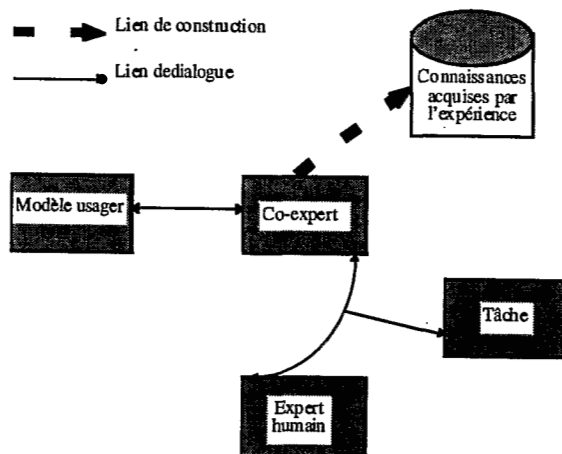 Lien de construction
Lien dedialogue
Connaissances
acquises par
l'expérience
Modèle usager
Co-expert
Tâche
Expert
humain